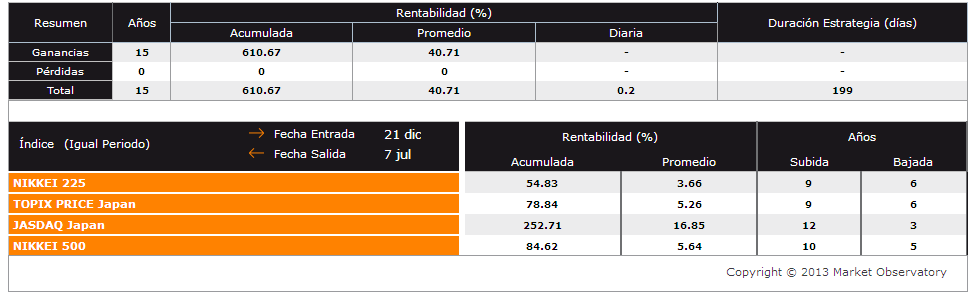 Resumen Años Rentabilidad (%) Duración Estrategia (días)
Acumulada Promedio Diaria
Ganancias 15 610.67 40.71 - -
Pérdidas 0 0 0 - -
Total 15 610.67 40.71 0.2 199
Índice (Igual Periodo) → Fecha Entrada 21 dic Rentabilidad (%) Años
← Fecha Salida 7 jul Acumulada Promedio Subida Bajada
NIKKEI 225 54.83 3.66 9 6
TOPIX PRICE Japan 78.84 5.26 9 6
JASDAQ Japan 252.71 16.85 12 3
NIKKEI 500 84.62 5.64 10 5
Copyright © 2013 Market Observatory